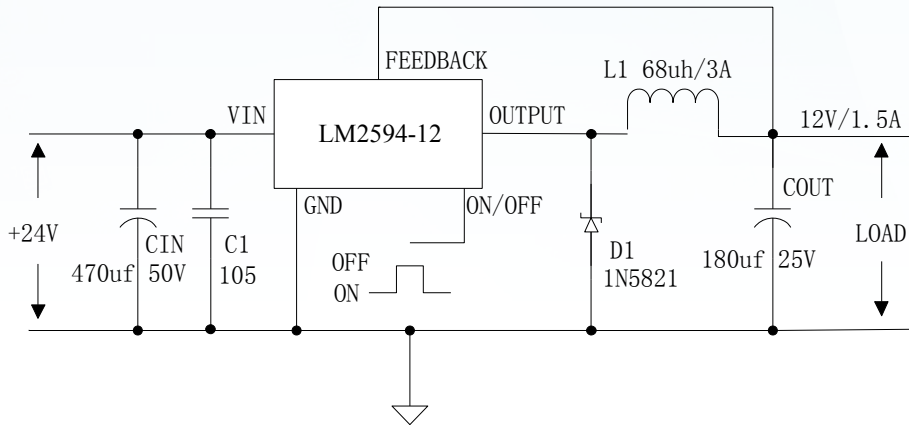 FEEDBACK
L1 68uh/3A
VIN
LM2594-12
OUTPUT
12V/1.5A
GND
ON/OFF
COUT
+24V
CIN
C1
OFF
D1
LOAD
470uf 50V
105
ON
1N5821
180uf 25V